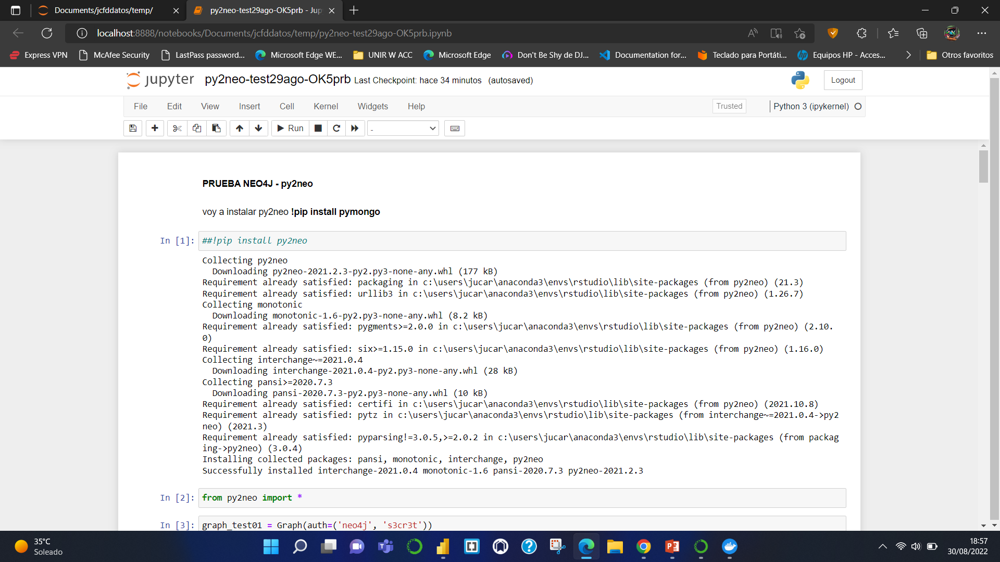 Documents/jcfddatos/temp/
py2neo-test29ago-OK5prb - Jup
localhost:8888/notebooks/Documents/jcfddatos/temp/py2neo-test29ago-OK5prb.ipynb
Express VPN
McAfee Security
LastPass password...
Microsoft Edge WE...
UNIR W ACC
Microsoft Edge
Don't Be Shy de DJ...
Documentation for...
Teclado para Portáti...
Equipos HP - Acces...
Otros favoritos
jupyter py2neo-test29ago-OK5prb Last Checkpoint: hace 34 minutos (autosaved)
Logout
File Edit View Insert Cell Kernel Widgets Help
Trusted
Python 3 (ipykernel)
Run
-
PRUEBA NEO4J - py2neo
voy a instalar py2neo !pip install pymongo
In [1]: ##!pip install py2neo
Collecting py2neo
Downloading py2neo-2021.2.3-py2.py3-none-any.whl (177 kB)
Requirement already satisfied: packaging in c:\users\jucar\anaconda3\envs\rstudio\lib\site-packages (from py2neo) (21.3)
Requirement already satisfied: urllib3 in c:\users\jucar\anaconda3\envs\rstudio\lib\site-packages (from py2neo) (1.26.7)
Collecting monotonic
Downloading monotonic-1.6-py2.py3-none-any.whl (8.2 kB)
Requirement already satisfied: pygments>=2.0.0 in c:\users\jucar\anaconda3\envs\rstudio\lib\site-packages (from py2neo) (2.10.
0)
Requirement already satisfied: six>=1.15.0 in c:\users\jucar\anaconda3\envs\rstudio\lib\site-packages (from py2neo) (1.16.0)
Collecting interchange~=2021.0.4
Downloading interchange-2021.0.4-py2.py3-none-any.whl (28 kB)
Collecting pansi>=2020.7.3
Downloading pansi-2020.7.3-py2.py3-none-any.whl (10 kB)
Requirement already satisfied: certifi in c:\users\jucar\anaconda3\envs\rstudio\lib\site-packages (from py2neo) (2021.10.8)
Requirement already satisfied: pytz in c:\users\jucar\anaconda3\envs\rstudio\lib\site-packages (from interchange~=2021.0.4->py2
neo) (2021.3)
Requirement already satisfied: pyparsing!=3.0.5,>=2.0.2 in c:\users\jucar\anaconda3\envs\rstudio\lib\site-packages (from packag
ing->py2neo) (3.0.4)
Installing collected packages: pansi, monotonic, interchange, py2neo
Successfully installed interchange-2021.0.4 monotonic-1.6 pansi-2020.7.3 py2neo-2021.2.3
In [2]: from py2neo import *
In [3]: graph_test01 = Graph(auth=('neo4j', 's3cr3t'))
35°C
Soleado
18:57
30/08/2022